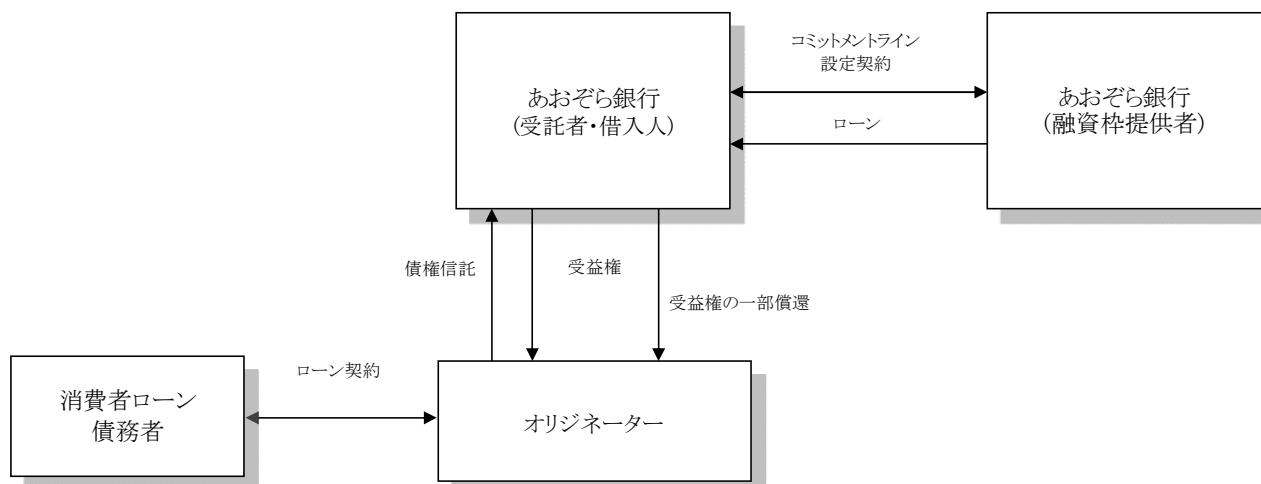 コミットメントライン
設定契約
あおぞら銀行
(受託者・借入人)
あおぞら銀行
(融資枠提供者)
ローン
債権信託
受益権
受益権の一部償還
ローン契約
消費者ローン
債務者
オリジネーター